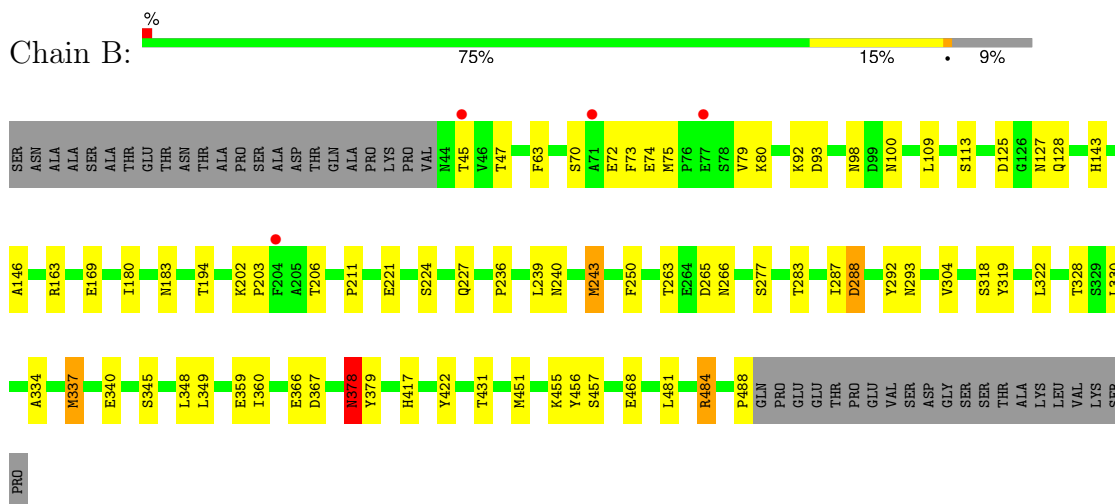 %
Chain B:
75% 15% • 9%
SER ASN ALA ALA SER ALA THR GLU THR ASN THR ALA PRO SER ALA ASP THR GLN ALA PRO LYS PRO VAL N44 T45 V46 T47 F63 S70 A71 E72 F73 E74 M75 P76 E77 S78 V79 K80 K92 D93 N98 D99 N100 L109 S113 D125 G126 N127 Q128 H143
A146 R163 E169 I180 N183 T194 K202 P203 F204 A205 T206 P211 E221 S224 Q227 P236 L239 N240 M243 F250 T263 E264 D265 N266 S277 T283 I287 D288 Y292 N293 V304 S318 Y319 L322 T328 S329 L330
A334 M337 E340 S345 L348 L349 E359 I360 E366 D367 N378 Y379 H417 Y422 T431 M451 K455 Y456 S457 E468 L481 R484 P488 GLN PRO GLU GLU THR PRO GLU VAL SER ASP GLY SER SER THR ALA LYS LEU VAL LYS SER
PRO